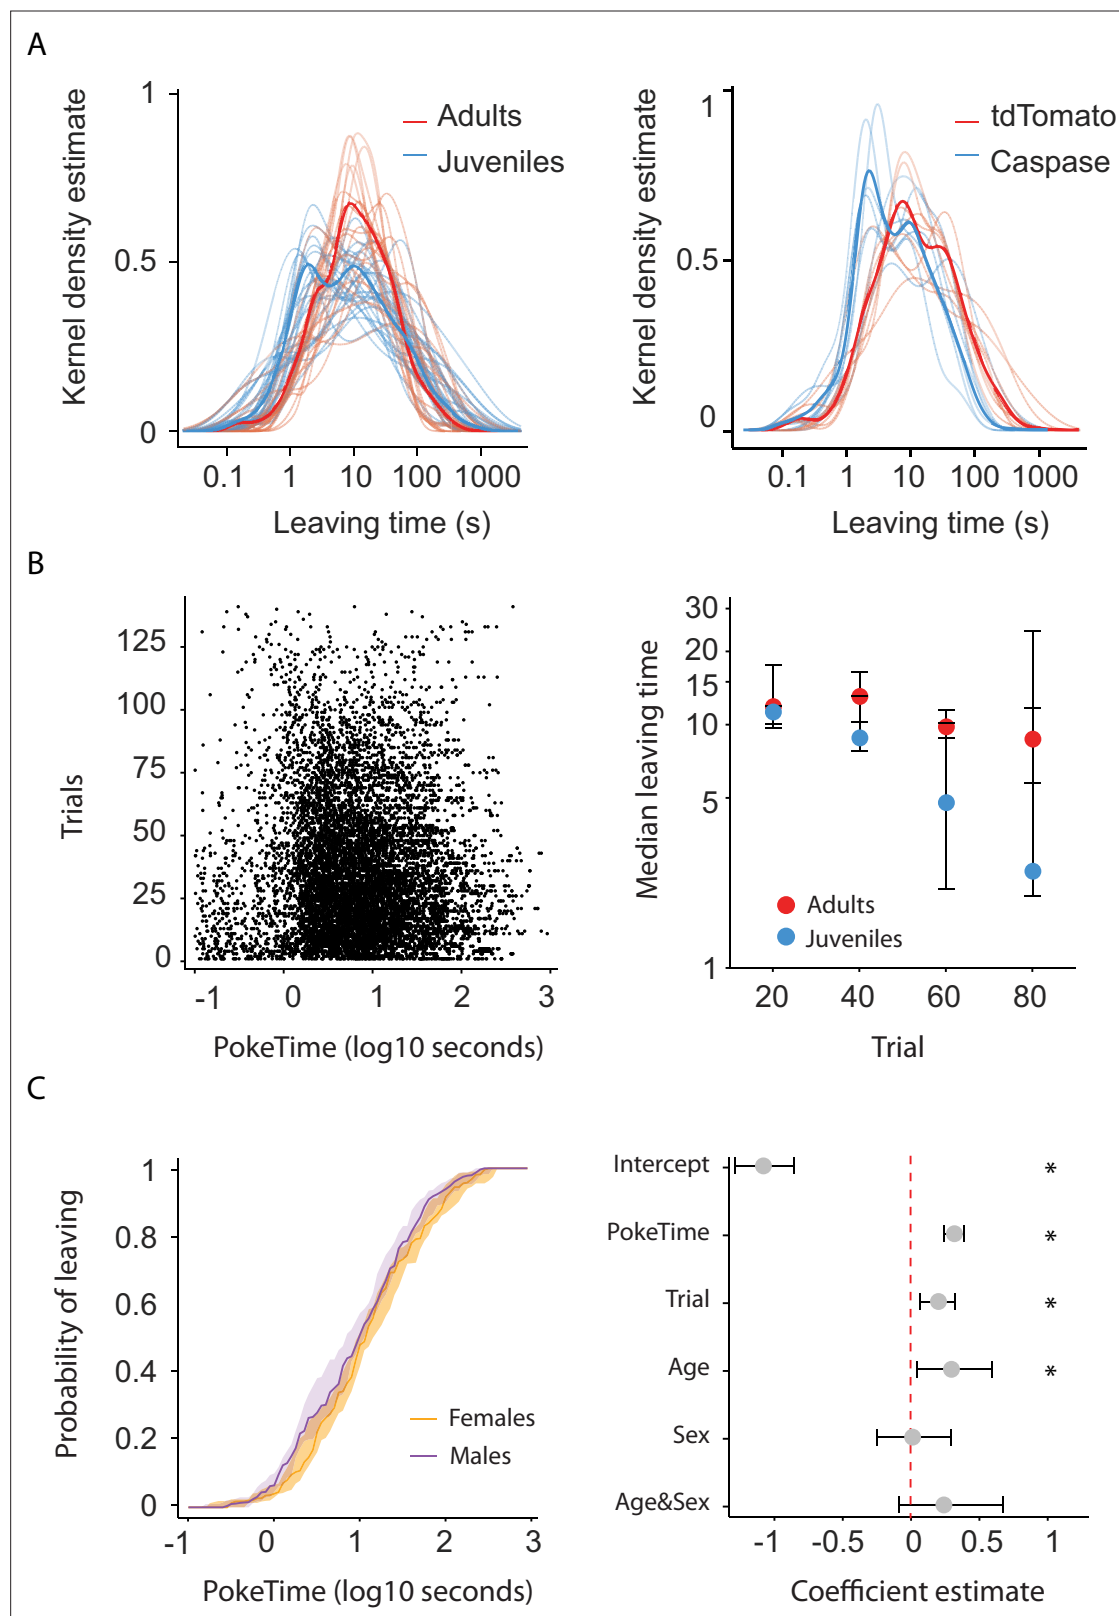 A
Kernel density estimate
1
0.5
0
Adults
Juveniles
0.1 1 10 100 1000
Leaving time (s)
Kernel density estimate
1
0.5
0
tdTomato
Caspase
0.1 1 10 100 1000
Leaving time (s)
B
Trials
125
100
75
50
25
0
-1 0 1 2 3
PokeTime (log10 seconds)
Median leaving time
30
20
15
10
5
1
Adults
Juveniles
20 40 60 80
Trial
C
Probability of leaving
1
0.8
0.6
0.4
0.2
0
Females
Males
-1 0 1 2 3
PokeTime (log10 seconds)
Intercept *
PokeTime *
Trial *
Age *
Sex
Age&Sex
-1 -0.5 0 0.5 1
Coefficient estimate